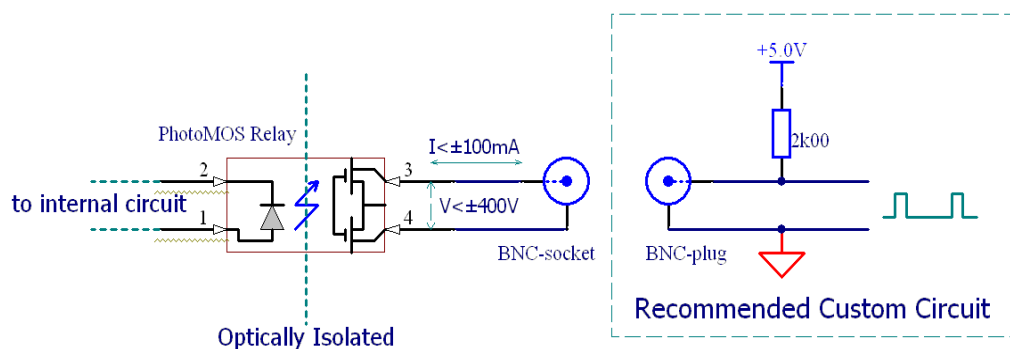 +5.0V
2k00
PhotoMOS Relay
I<±100mA
2
3
to internal circuit
V<±400V
1
4
BNC-socket
BNC-plug
Optically Isolated
Recommended Custom Circuit